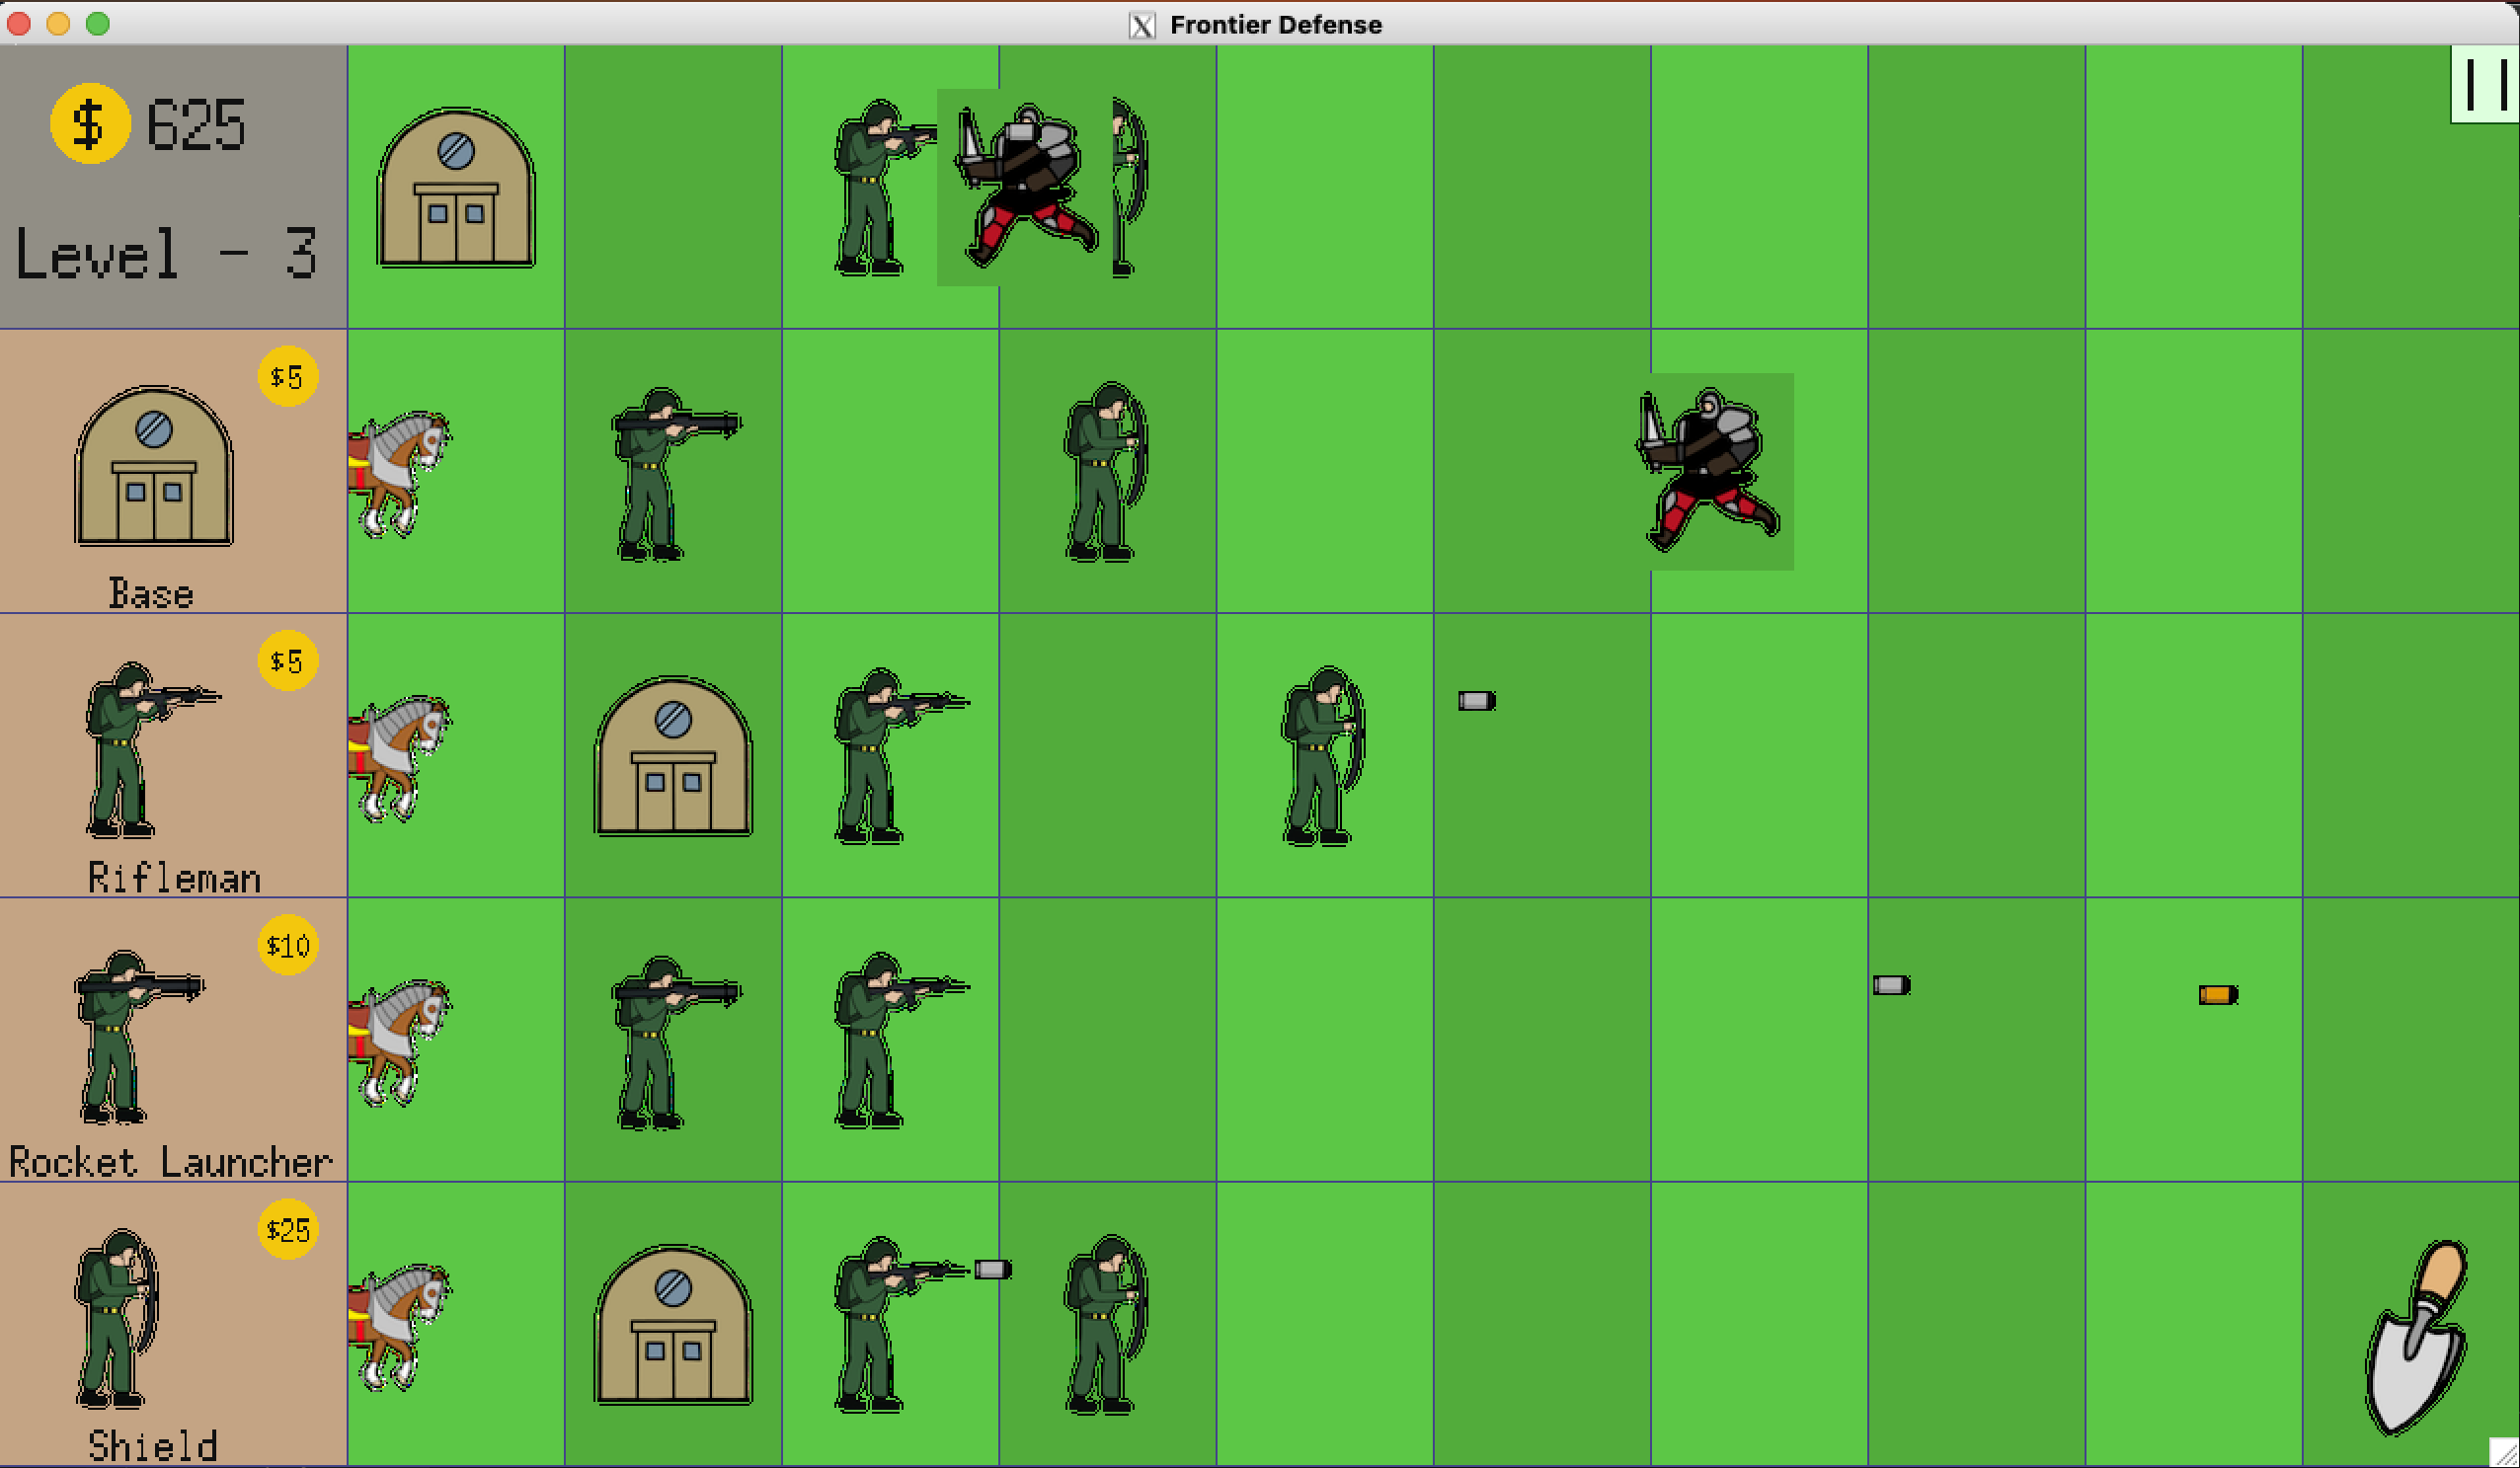 Frontier Defense
$ 625
Level - 3
$5
Base
$5
Rifleman
$10
Rocket Launcher
$25
Shield